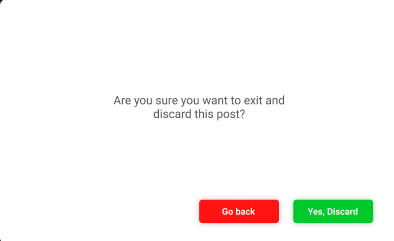 Are you sure you want to exit and
discard this post?
Go back
Yes, Discard